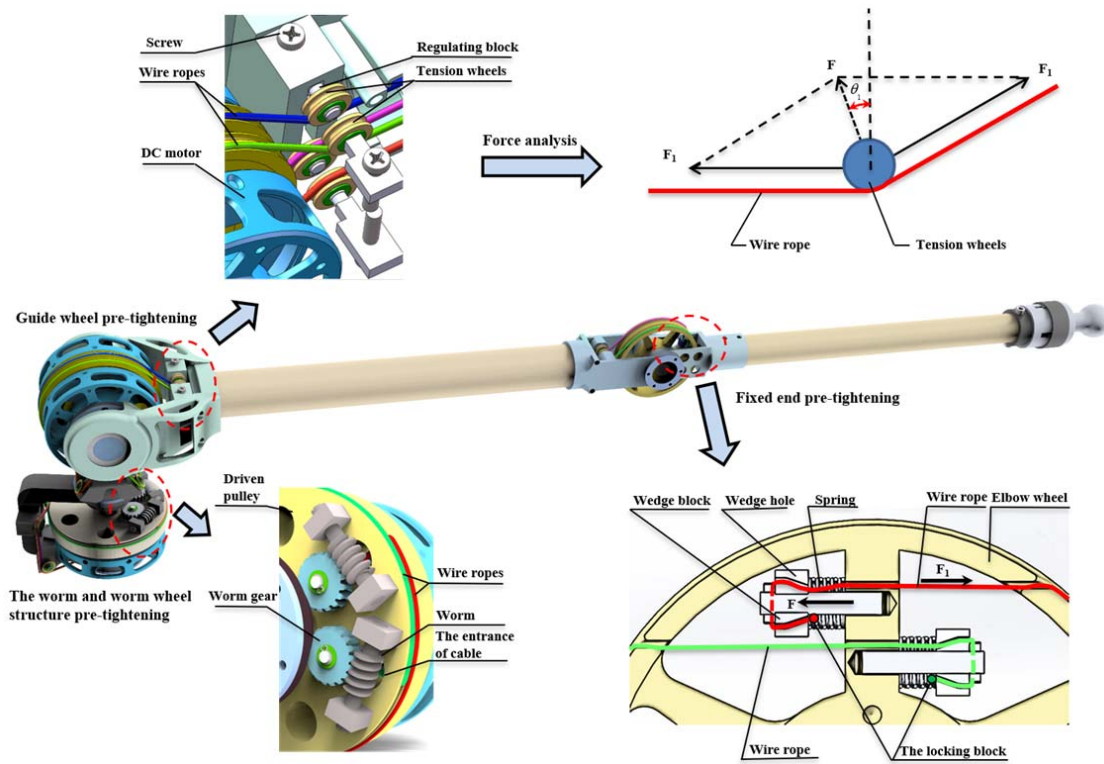 Screw
Regulating block
Wire ropes
Tension wheels
DC motor
Force analysis
F
F₁
θ₁
F₁
Wire rope
Tension wheels
Guide wheel pre-tightening
Fixed end pre-tightening
Driven
pulley
Wire ropes
Worm gear
Worm
The entrance
of cable
The worm and worm wheel
structure pre-tightening
Wedge block
Wedge hole
Spring
Wire rope
Elbow wheel
F₁
F
Wire rope
The locking block